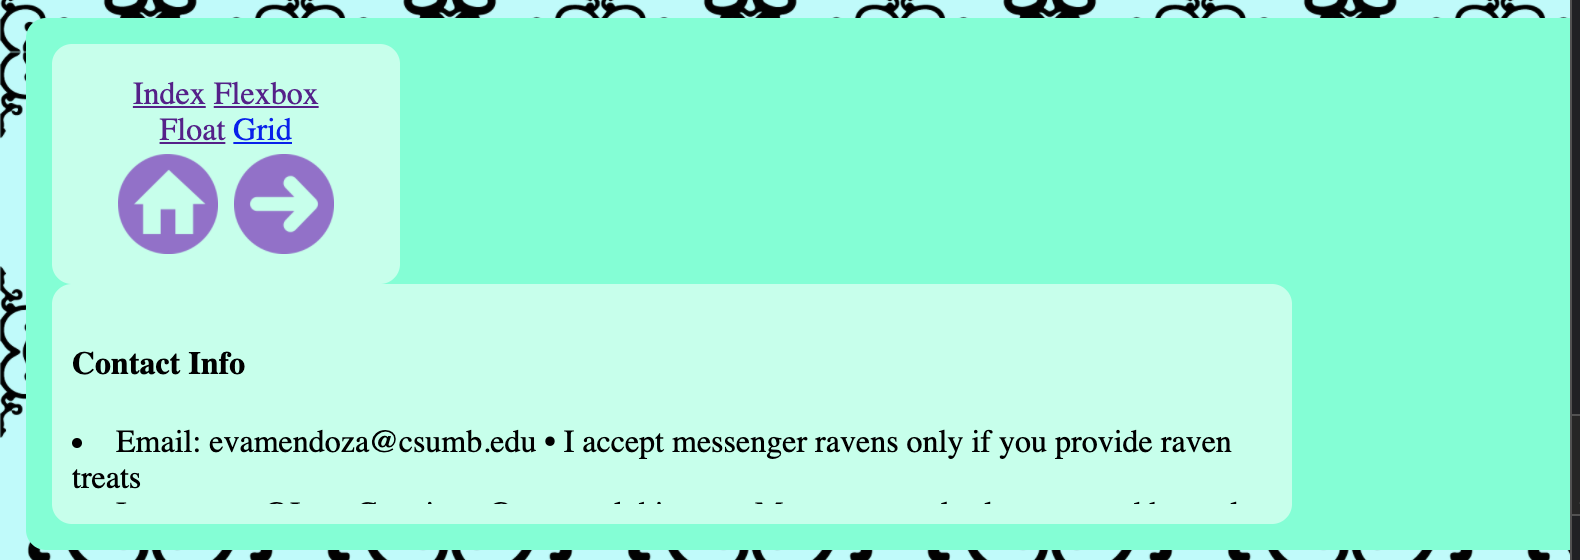 Index Flexbox
Float Grid
Contact Info
• Email: evamendoza@csumb.edu • I accept messenger ravens only if you provide raven
treats